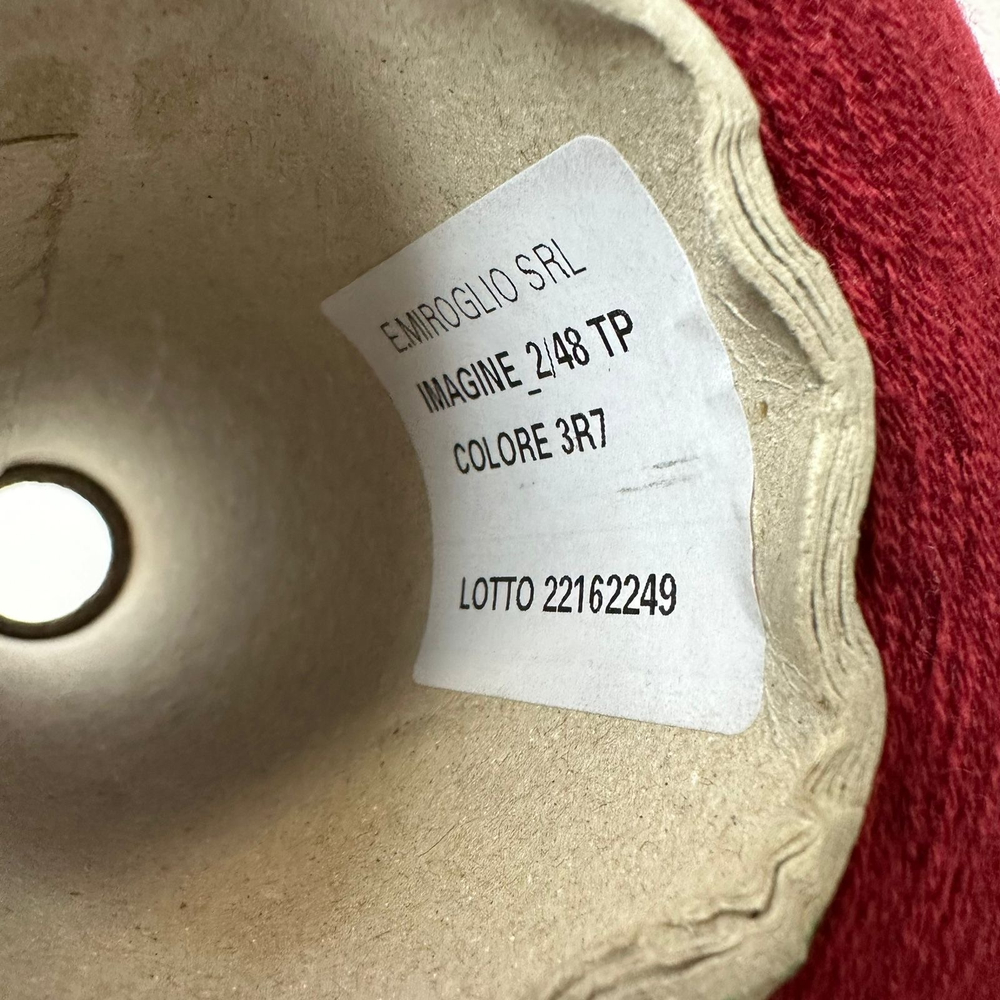 E.MIROGLIO SRL
IMAGINE_2/48 TP
COLORE 3R7
LOTTO 22162249